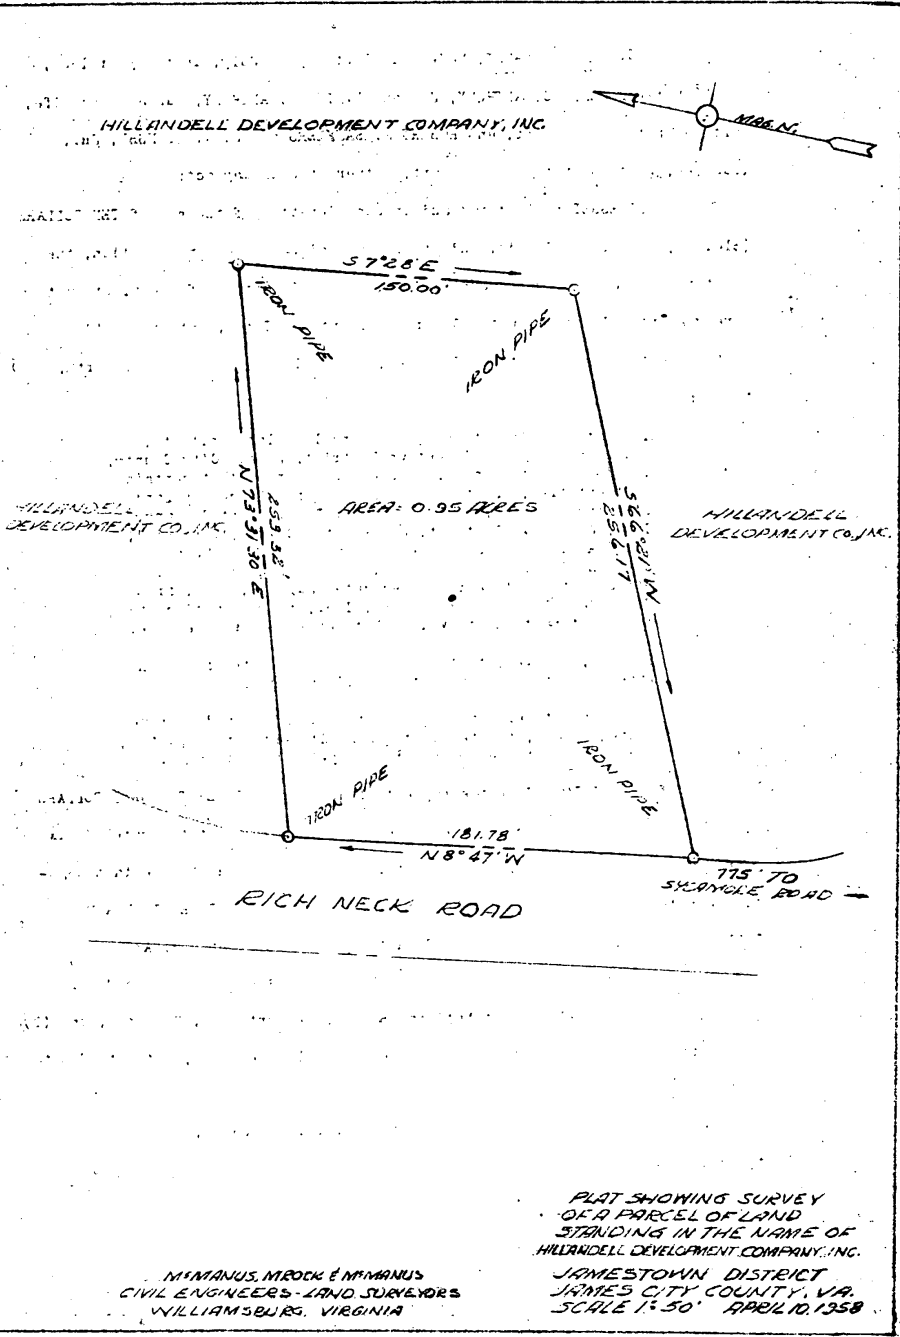 HILLANDELL DEVELOPMENT COMPANY, INC.
MAG N.
S 7° 28' E
150.00'
IRON PIPE
IRON PIPE
N 73° 31' 30" E
253.32'
HILLANDELL
DEVELOPMENT CO., INC.
AREA: 0.95 ACRES
S 66° 21' W
256.17
HILLANDELL
DEVELOPMENT CO., INC.
IRON PIPE
IRON PIPE
181.78'
N 8° 47' W
775' TO
SYCAMORE ROAD
RICH NECK ROAD
PLAT SHOWING SURVEY
OF A PARCEL OF LAND
STANDING IN THE NAME OF
HILLANDELL DEVELOPMENT COMPANY, INC.
JAMESTOWN DISTRICT
JAMES CITY COUNTY, VA.
SCALE 1"=50' APRIL 10, 1958
McMANUS, MROCK & McMANUS
CIVIL ENGINEERS - LAND SURVEYORS
WILLIAMSBURG, VIRGINIA